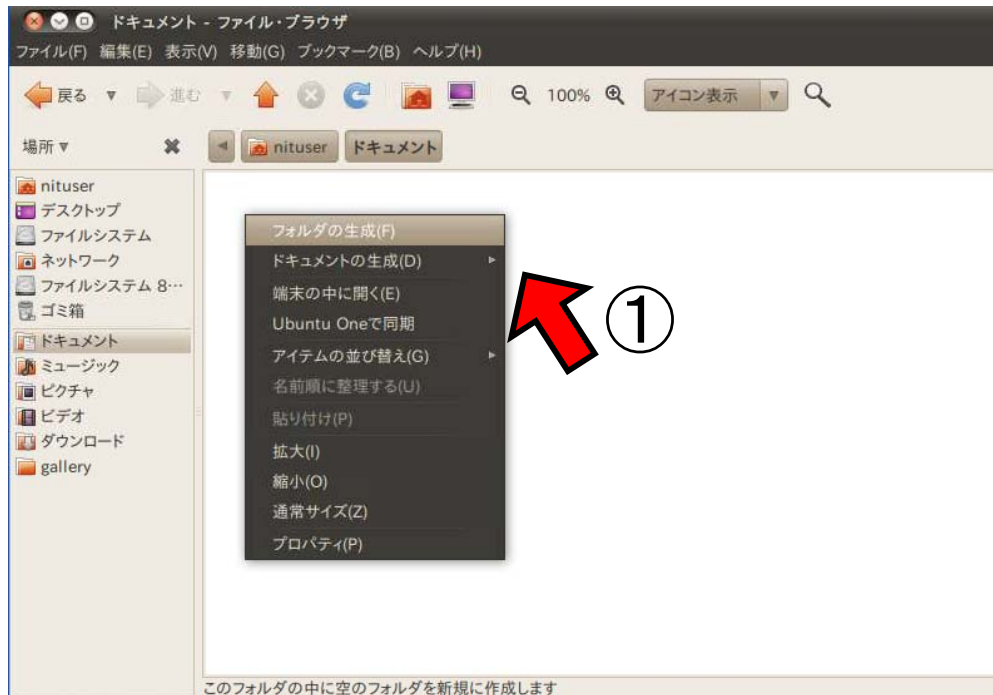 ドキュメント - ファイル・ブラウザ
ファイル(F) 編集(E) 表示(V) 移動(G) ブックマーク(B) ヘルプ(H)
戻る 進む 100% アイコン表示
場所 nituser ドキュメント
nituser
デスクトップ
ファイルシステム
ネットワーク
ファイルシステム 8…
ゴミ箱
ドキュメント
ミュージック
ピクチャ
ビデオ
ダウンロード
gallery
フォルダの生成(F)
ドキュメントの生成(D)
端末の中に開く(E)
Ubuntu Oneで同期
アイテムの並び替え(G)
名前順に整理する(U)
貼り付け(P)
拡大(I)
縮小(O)
通常サイズ(Z)
プロパティ(P)
①
このフォルダの中に空のフォルダを新規に作成します